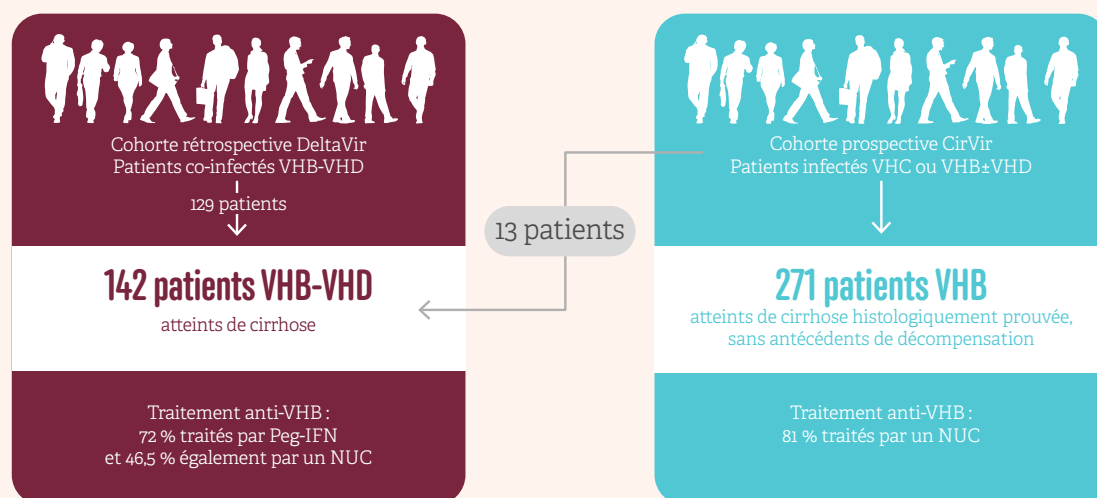 Cohorte rétrospective DeltaVir
Patients co-infectés VHB-VHD
129 patients
142 patients VHB-VHD
atteints de cirrhose
Traitement anti-VHB :
72 % traités par Peg-IFN
et 46,5 % également par un NUC
13 patients
Cohorte prospective CirVir
Patients infectés VHC ou VHB±VHD
271 patients VHB
atteints de cirrhose histologiquement prouvée,
sans antécédents de décompensation
Traitement anti-VHB :
81 % traités par un NUC